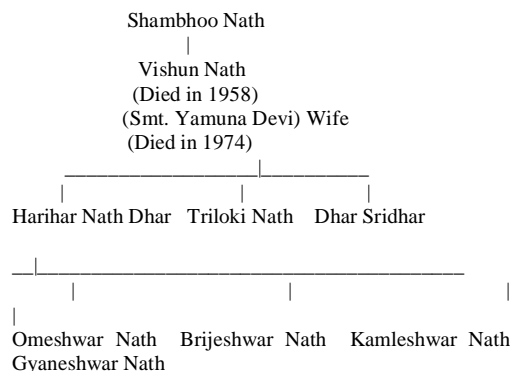 Shambhoo Nath
Vishun Nath
(Died in 1958)
(Smt. Yamuna Devi) Wife
(Died in 1974)
Harihar Nath Dhar Triloki Nath Dhar Sridhar
Omeshwar Nath Brijeshwar Nath Kamleshwar Nath
Gyaneshwar Nath